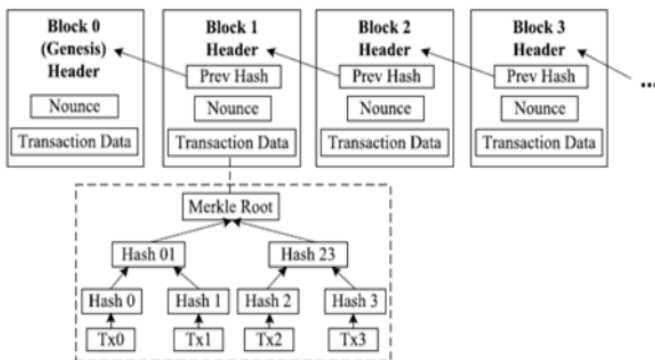 Block 0
(Genesis)
Header
Nounce
Transaction Data
Block 1
Header
Prev Hash
Nounce
Transaction Data
Block 2
Header
Prev Hash
Nounce
Transaction Data
Block 3
Header
Prev Hash
Nounce
Transaction Data
...
Merkle Root
Hash 01 Hash 23
Hash 0 Hash 1 Hash 2 Hash 3
Tx0 Tx1 Tx2 Tx3